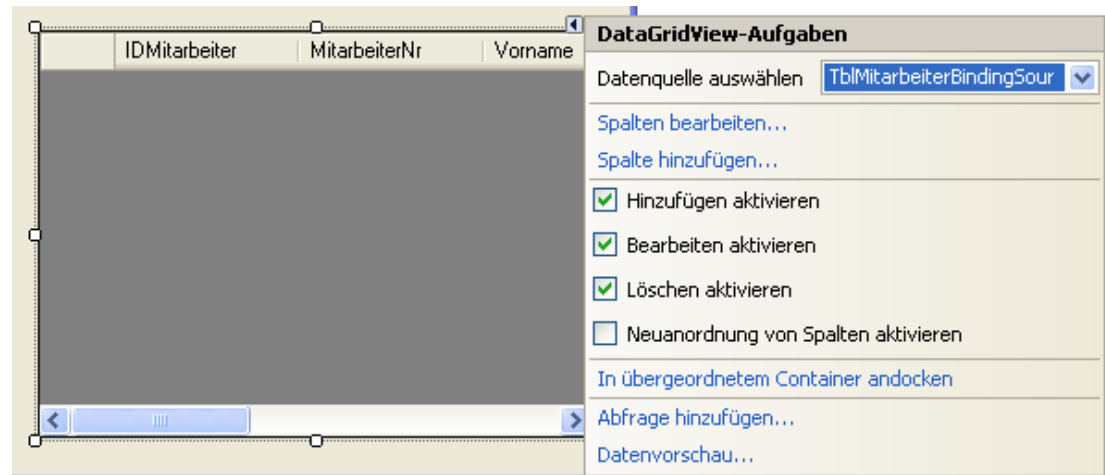 IDMitarbeiter MitarbeiterNr Vorname
DataGridView-Aufgaben
Datenquelle auswählen TblMitarbeiterBindingSour
Spalten bearbeiten...
Spalte hinzufügen...
Hinzufügen aktivieren
Bearbeiten aktivieren
Löschen aktivieren
Neuanordnung von Spalten aktivieren
In übergeordnetem Container andocken
Abfrage hinzufügen...
Datenvorschau...